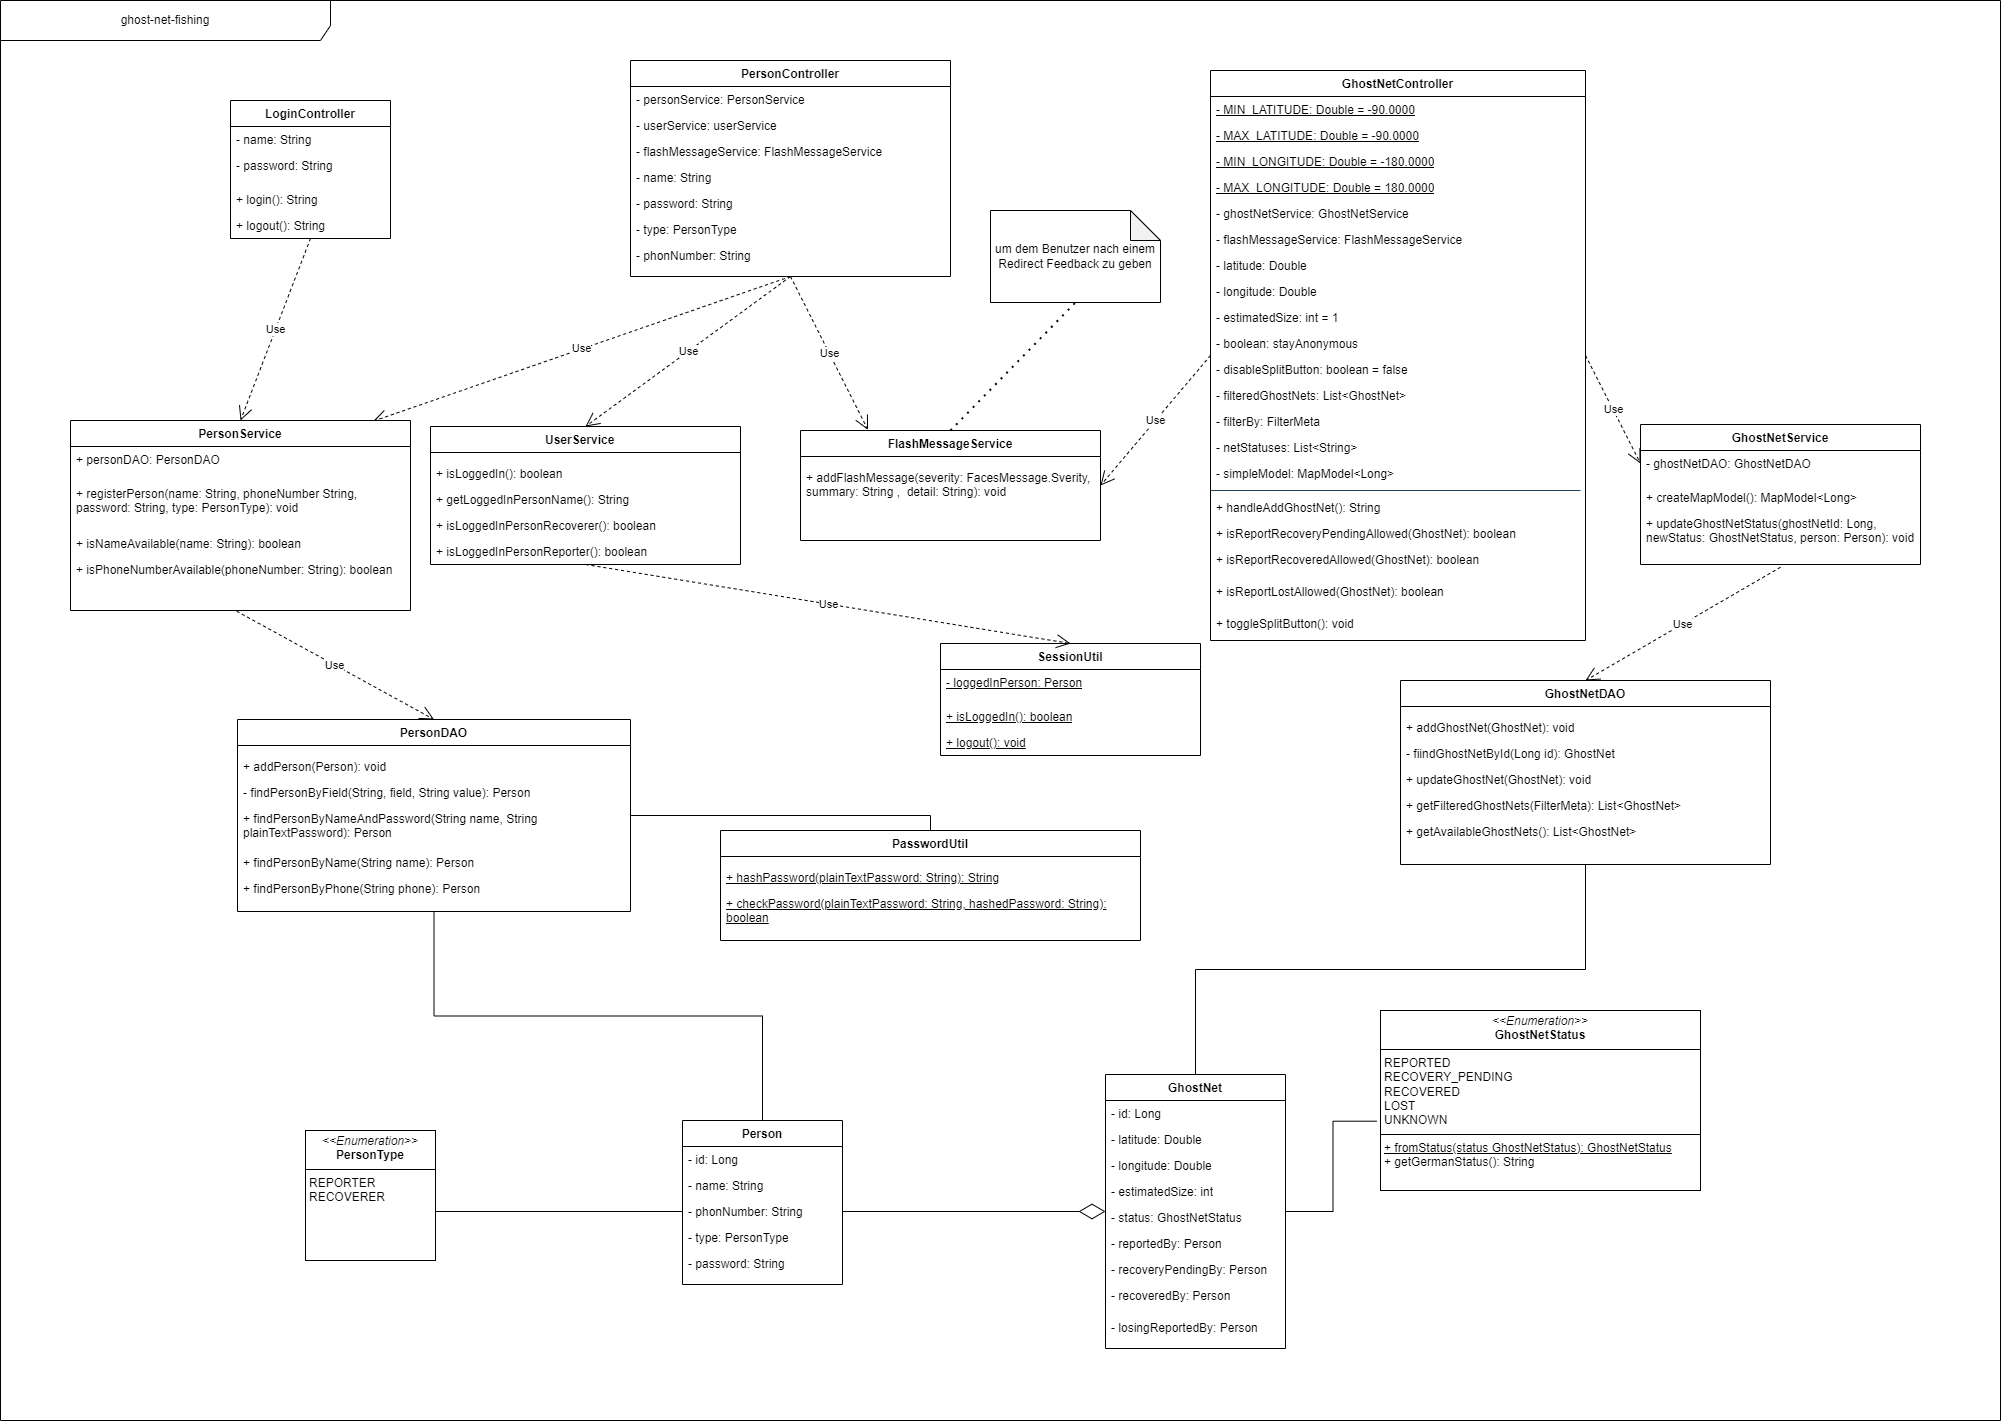 ghost-net-fishing
LoginController
- name: String
- password: String
+ login(): String
+ logout(): String
PersonController
- personService: PersonService
- userService: userService
- flashMessageService: FlashMessageService
- name: String
- password: String
- type: PersonType
- phonNumber: String
um dem Benutzer nach einem
Redirect Feedback zu geben
GhostNetController
- MIN_LATITUDE: Double = -90.0000
- MAX_LATITUDE: Double = -90.0000
- MIN_LONGITUDE: Double = -180.0000
- MAX_LONGITUDE: Double = 180.0000
- ghostNetService: GhostNetService
- flashMessageService: FlashMessageService
- latitude: Double
- longitude: Double
- estimatedSize: int = 1
- boolean: stayAnonymous
- disableSplitButton: boolean = false
- filteredGhostNets: List<GhostNet>
- filterBy: FilterMeta
- netStatuses: List<String>
- simpleModel: MapModel<Long>
+ handleAddGhostNet(): String
+ isReportRecoveryPendingAllowed(GhostNet): boolean
+ isReportRecoveredAllowed(GhostNet): boolean
+ isReportLostAllowed(GhostNet): boolean
+ toggleSplitButton(): void
Use
Use
Use
Use
Use
Use
PersonService
+ personDAO: PersonDAO
+ registerPerson(name: String, phoneNumber String,
password: String, type: PersonType): void
+ isNameAvailable(name: String): boolean
+ isPhoneNumberAvailable(phoneNumber: String): boolean
UserService
+ isLoggedIn(): boolean
+ getLoggedInPersonName(): String
+ isLoggedInPersonRecoverer(): boolean
+ isLoggedInPersonReporter(): boolean
FlashMessageService
+ addFlashMessage(severity: FacesMessage.Sverity,
summary: String ,  detail: String): void
GhostNetService
- ghostNetDAO: GhostNetDAO
+ createMapModel(): MapModel<Long>
+ updateGhostNetStatus(ghostNetId: Long,
newStatus: GhostNetStatus, person: Person): void
Use
Use
Use
SessionUtil
- loggedInPerson: Person
+ isLoggedIn(): boolean
+ logout(): void
PersonDAO
+ addPerson(Person): void
- findPersonByField(String, field, String value): Person
+ findPersonByNameAndPassword(String name, String
plainTextPassword): Person
+ findPersonByName(String name): Person
+ findPersonByPhone(String phone): Person
GhostNetDAO
+ addGhostNet(GhostNet): void
- fiindGhostNetById(Long id): GhostNet
+ updateGhostNet(GhostNet): void
+ getFilteredGhostNets(FilterMeta): List<GhostNet>
+ getAvailableGhostNets(): List<GhostNet>
PasswordUtil
+ hashPassword(plainTextPassword: String): String
+ checkPassword(plainTextPassword: String, hashedPassword: String):
boolean
<<Enumeration>>
PersonType
REPORTER
RECOVERER
Person
- id: Long
- name: String
- phonNumber: String
- type: PersonType
- password: String
GhostNet
- id: Long
- latitude: Double
- longitude: Double
- estimatedSize: int
- status: GhostNetStatus
- reportedBy: Person
- recoveryPendingBy: Person
- recoveredBy: Person
- losingReportedBy: Person
<<Enumeration>>
GhostNetStatus
REPORTED
RECOVERY_PENDING
RECOVERED
LOST
UNKNOWN
+ fromStatus(status GhostNetStatus): GhostNetStatus
+ getGermanStatus(): String